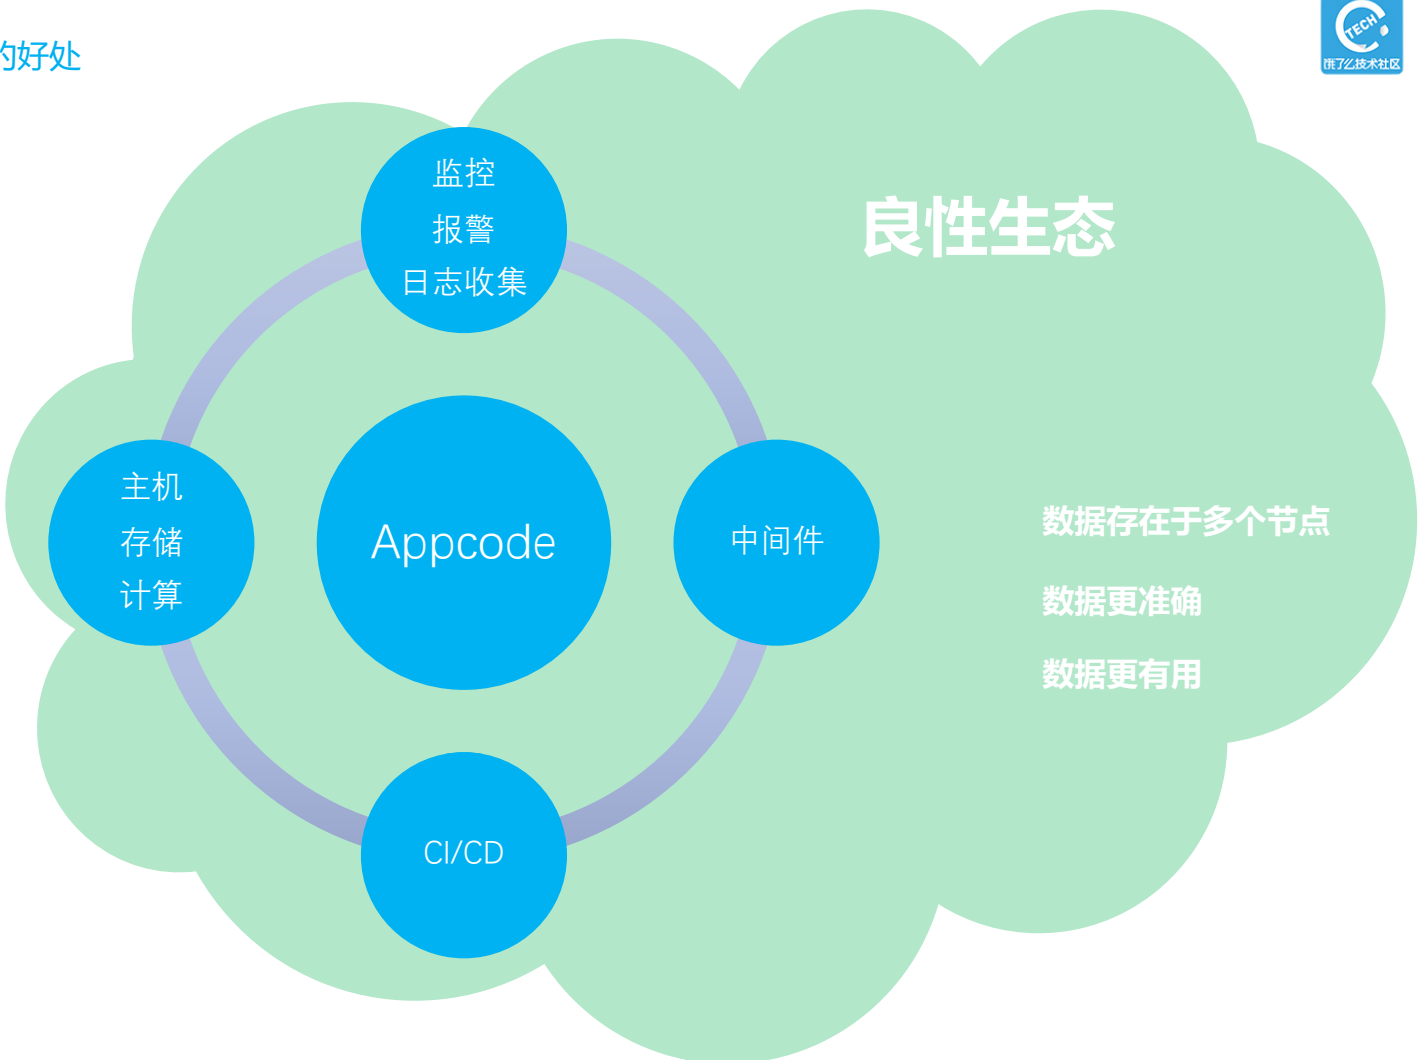 的好处
TECH
饿了么技术社区
监控
报警
日志收集
良性生态
主机
存储
计算
Appcode
中间件
数据存在于多个节点
数据更准确
数据更有用
CI/CD